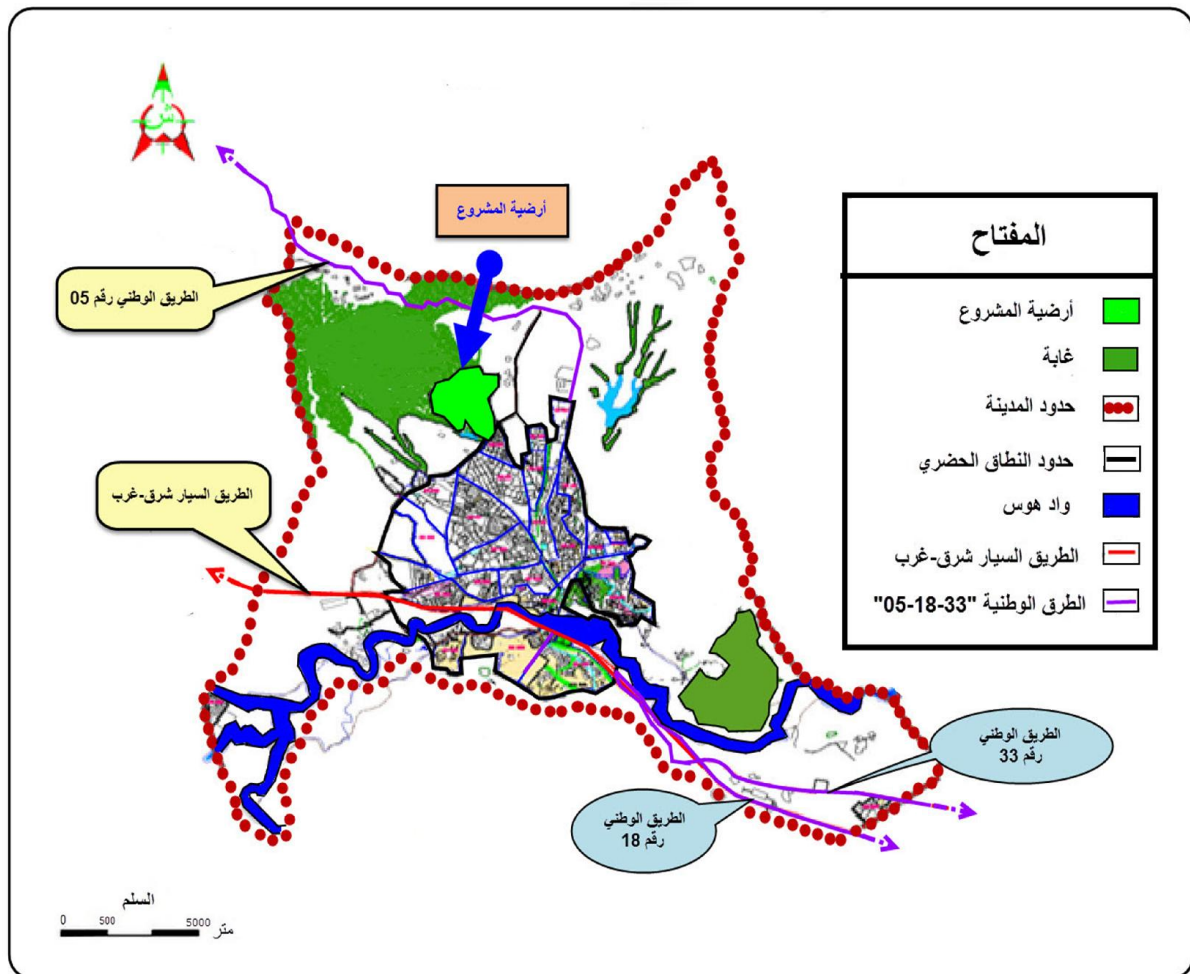 ش
أرضية المشروع
الطريق الوطني رقم 05
الطريق السيار شرق-غرب
المفتاح
أرضية المشروع
غابة
حدود المدينة
حدود النطاق الحضري
واد هوس
الطريق السيار شرق-غرب
الطرق الوطنية "33-18-05"
الطريق الوطني
رقم 33
الطريق الوطني
رقم 18
السلم
0 500 5000
متر